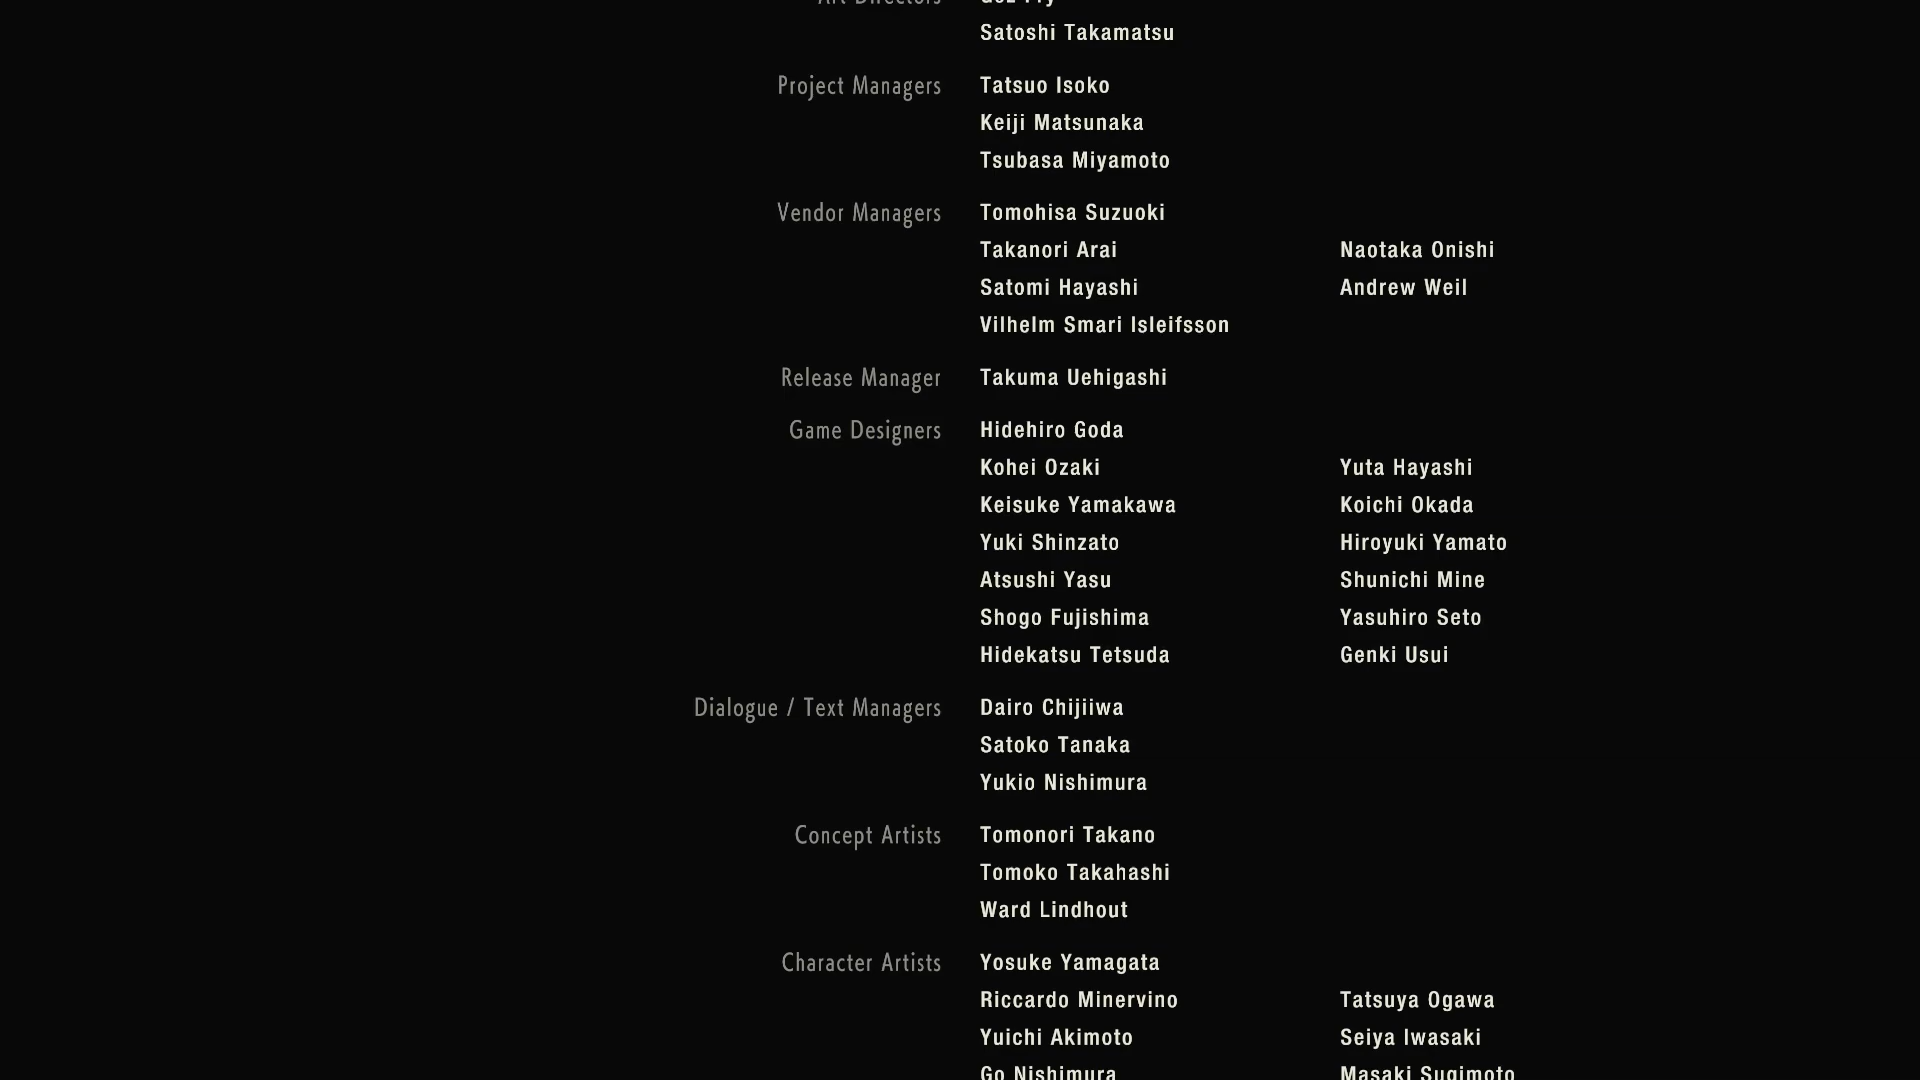 Art Directors Gez Fry
Satoshi Takamatsu
Project Managers Tatsuo Isoko
Keiji Matsunaka
Tsubasa Miyamoto
Vendor Managers Tomohisa Suzuoki
Takanori Arai Naotaka Onishi
Satomi Hayashi Andrew Weil
Vilhelm Smari Isleifsson
Release Manager Takuma Uehigashi
Game Designers Hidehiro Goda
Kohei Ozaki Yuta Hayashi
Keisuke Yamakawa Koichi Okada
Yuki Shinzato Hiroyuki Yamato
Atsushi Yasu Shunichi Mine
Shogo Fujishima Yasuhiro Seto
Hidekatsu Tetsuda Genki Usui
Dialogue / Text Managers Dairo Chijiiwa
Satoko Tanaka
Yukio Nishimura
Concept Artists Tomonori Takano
Tomoko Takahashi
Ward Lindhout
Character Artists Yosuke Yamagata
Riccardo Minervino Tatsuya Ogawa
Yuichi Akimoto Seiya Iwasaki
Go Nishimura Masaki Sugimoto